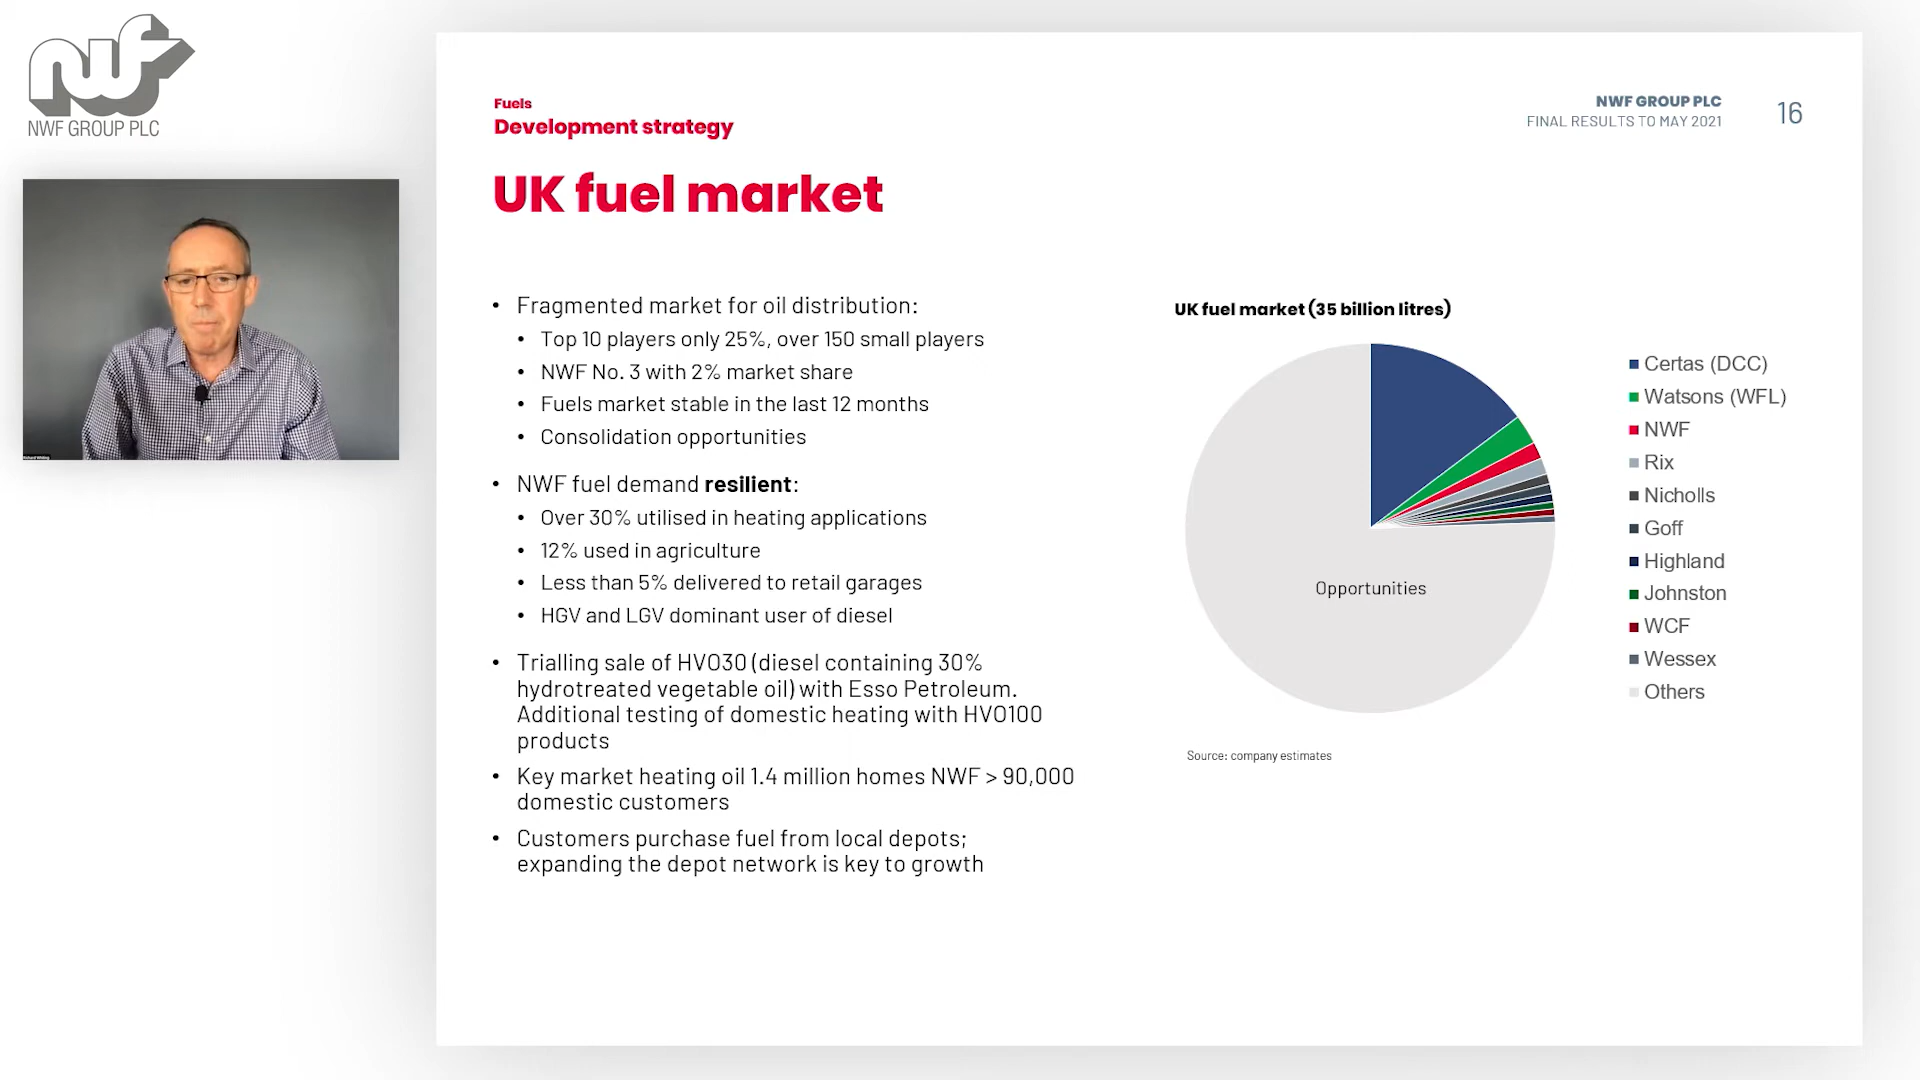 nwf
NWF GROUP PLC
Richard Whiting
Fuels
Development strategy
NWF GROUP PLC
FINAL RESULTS TO MAY 2021
16
UK fuel market
• Fragmented market for oil distribution:
• Top 10 players only 25%, over 150 small players
• NWF No. 3 with 2% market share
• Fuels market stable in the last 12 months
• Consolidation opportunities
• NWF fuel demand resilient:
• Over 30% utilised in heating applications
• 12% used in agriculture
• Less than 5% delivered to retail garages
• HGV and LGV dominant user of diesel
• Trialling sale of HVO30 (diesel containing 30%
hydrotreated vegetable oil) with Esso Petroleum.
Additional testing of domestic heating with HVO100
products
• Key market heating oil 1.4 million homes NWF > 90,000
domestic customers
• Customers purchase fuel from local depots;
expanding the depot network is key to growth
UK fuel market (35 billion litres)
Opportunities
Certas (DCC)
Watsons (WFL)
NWF
Rix
Nicholls
Goff
Highland
Johnston
WCF
Wessex
Others
Source: company estimates